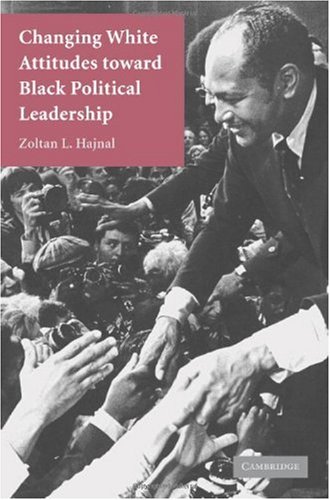 Changing White
Attitudes toward
Black Political
Leadership
Zoltan L. Hajnal
CAMBRIDGE